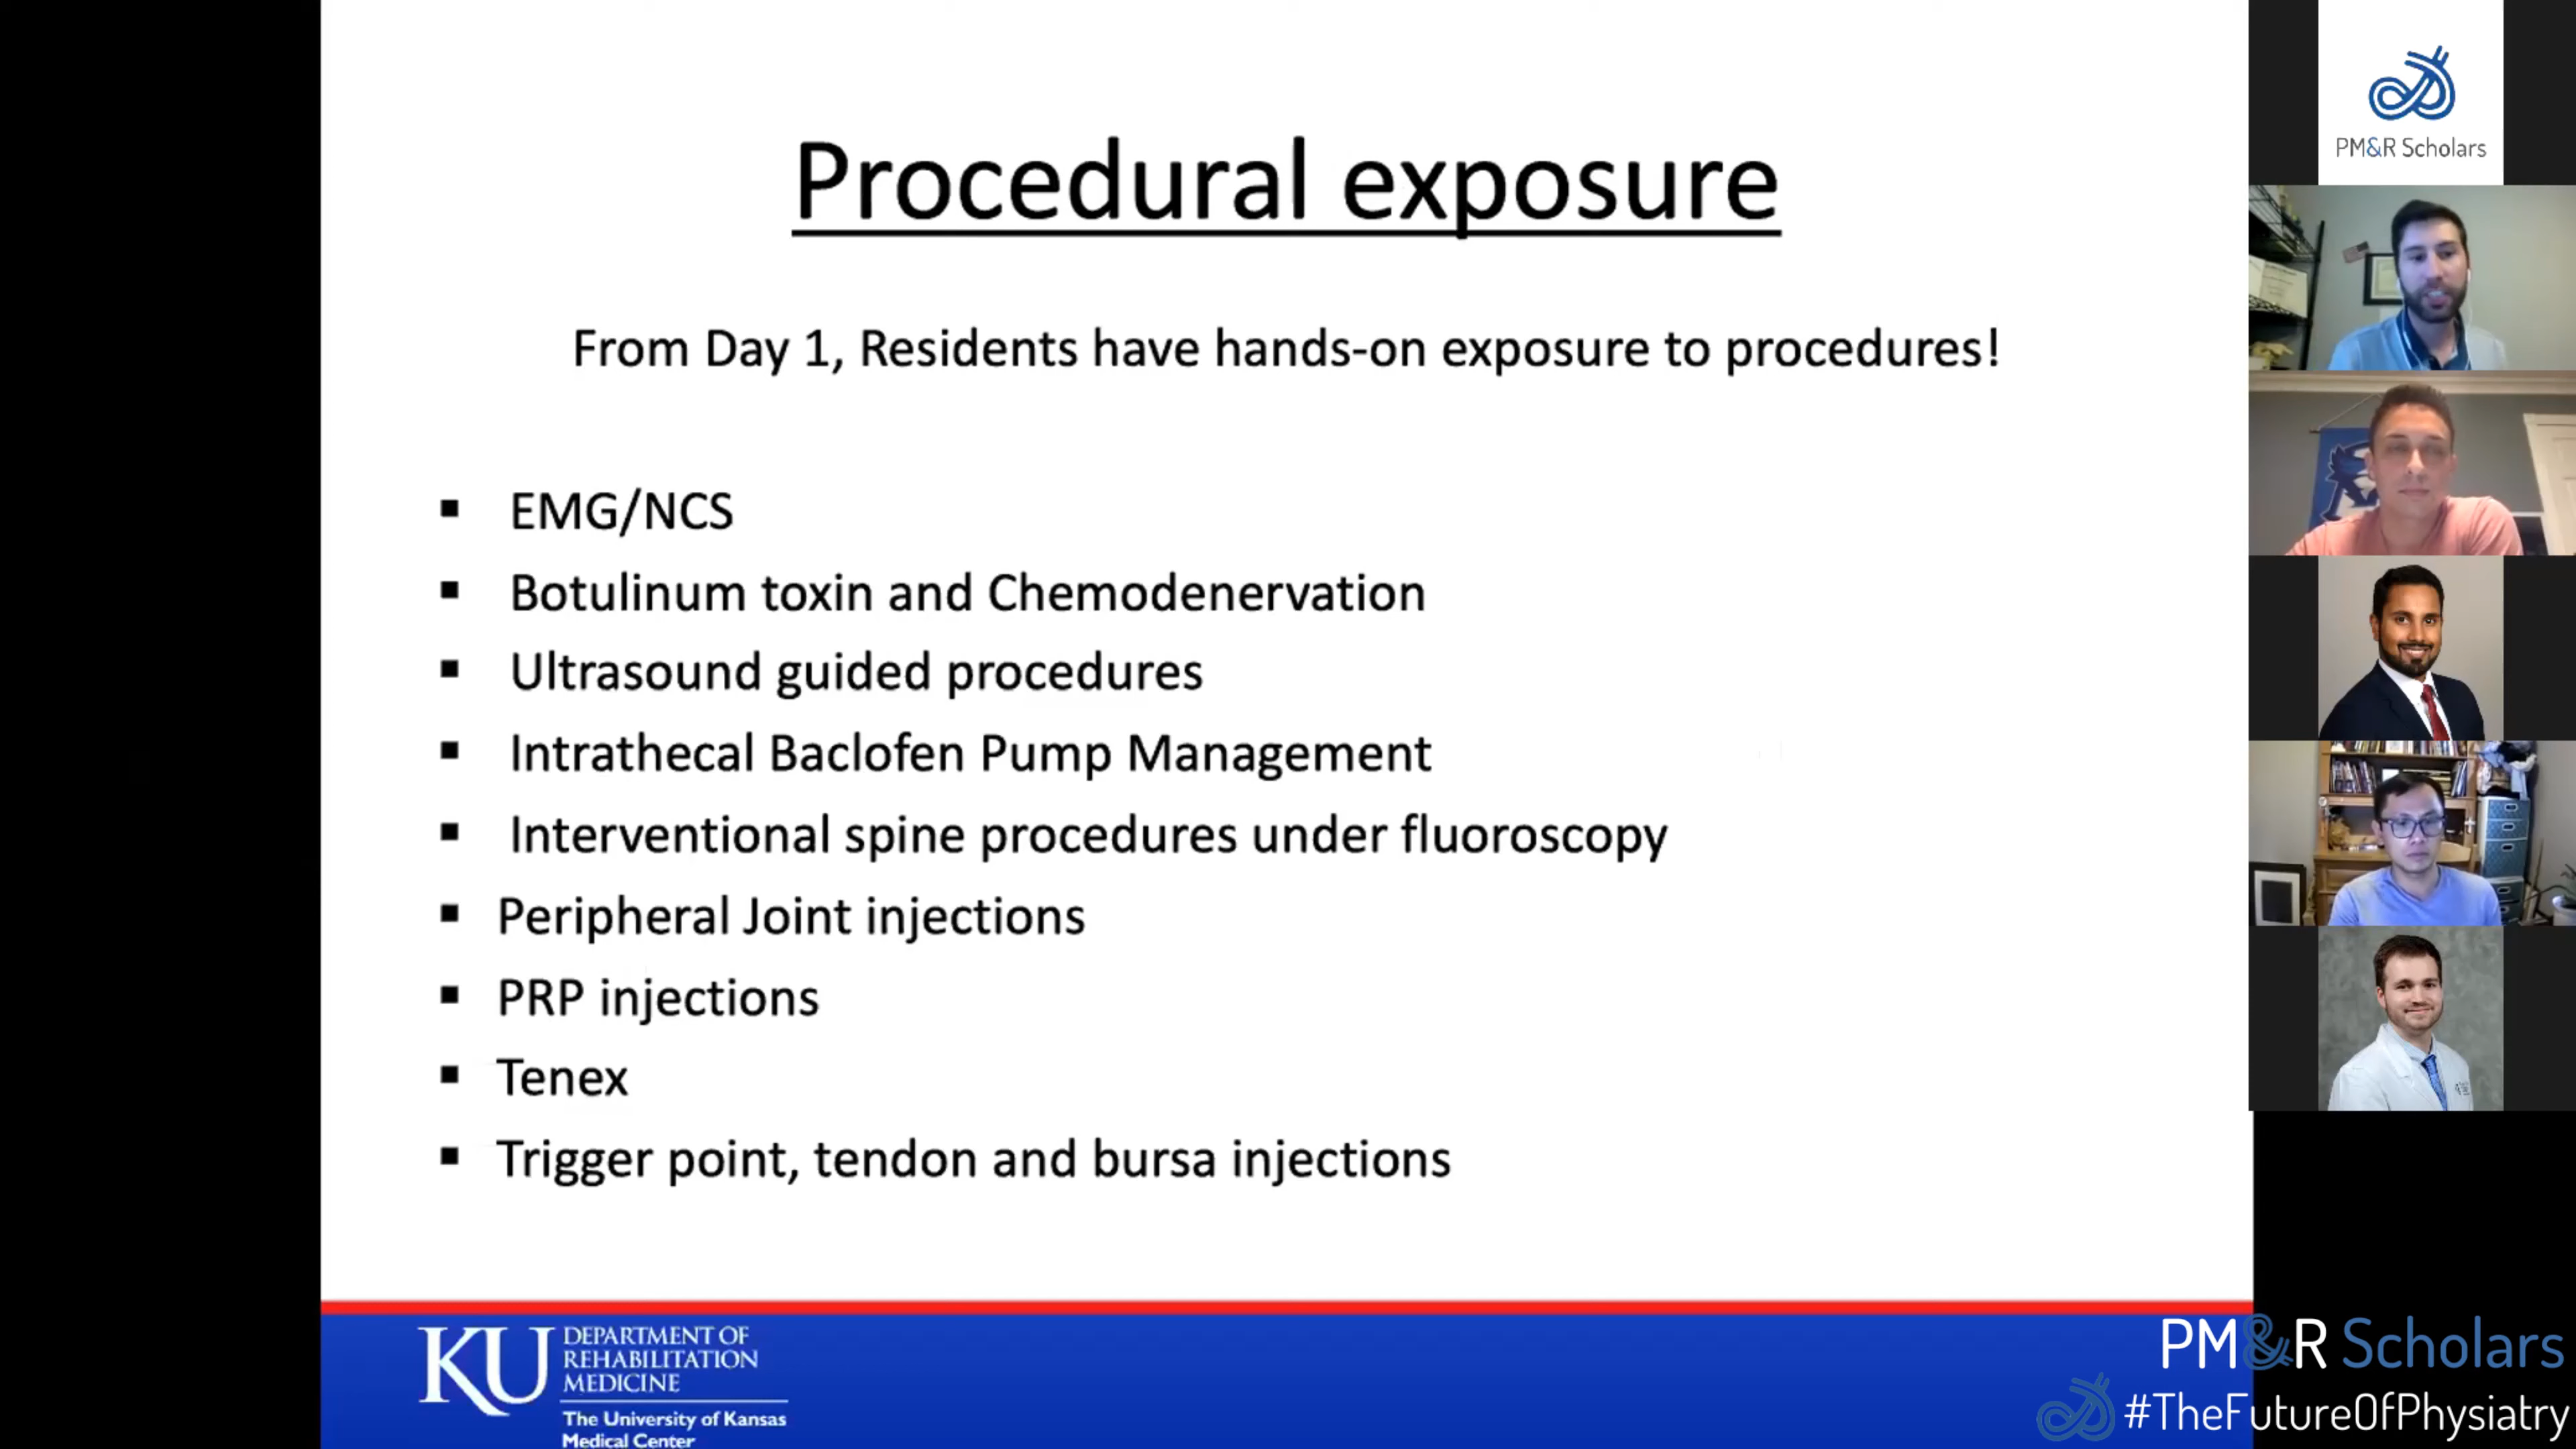 Procedural exposure
From Day 1, Residents have hands-on exposure to procedures!
▪ EMG/NCS
▪ Botulinum toxin and Chemodenervation
▪ Ultrasound guided procedures
▪ Intrathecal Baclofen Pump Management
▪ Interventional spine procedures under fluoroscopy
▪ Peripheral Joint injections
▪ PRP injections
▪ Tenex
▪ Trigger point, tendon and bursa injections
KU
DEPARTMENT OF
REHABILITATION
MEDICINE
The University of Kansas
Medical Center
PM&R Scholars
PM&R Scholars
#TheFutureOfPhysiatry